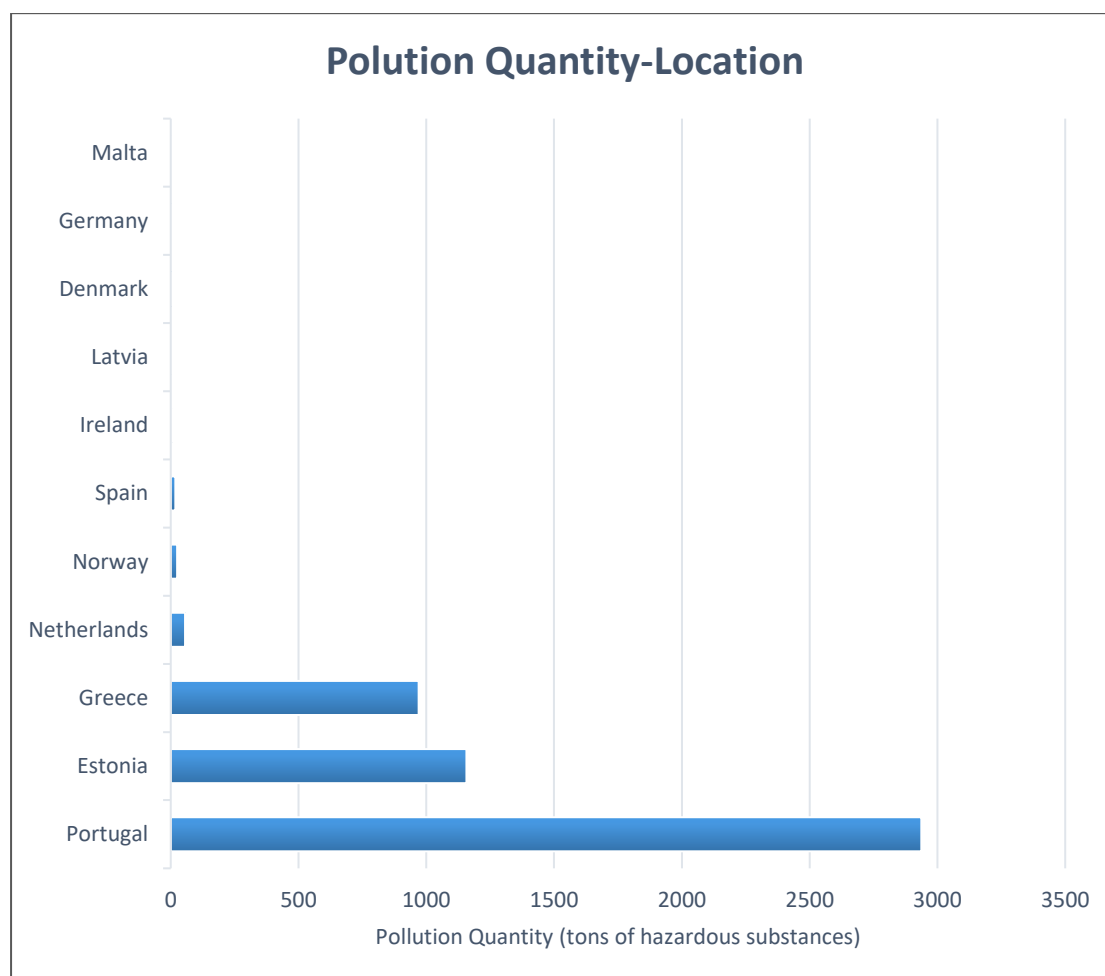 Polution Quantity-Location
Malta
Germany
Denmark
Latvia
Ireland
Spain
Norway
Netherlands
Greece
Estonia
Portugal
0 500 1000 1500 2000 2500 3000 3500
Pollution Quantity (tons of hazardous substances)